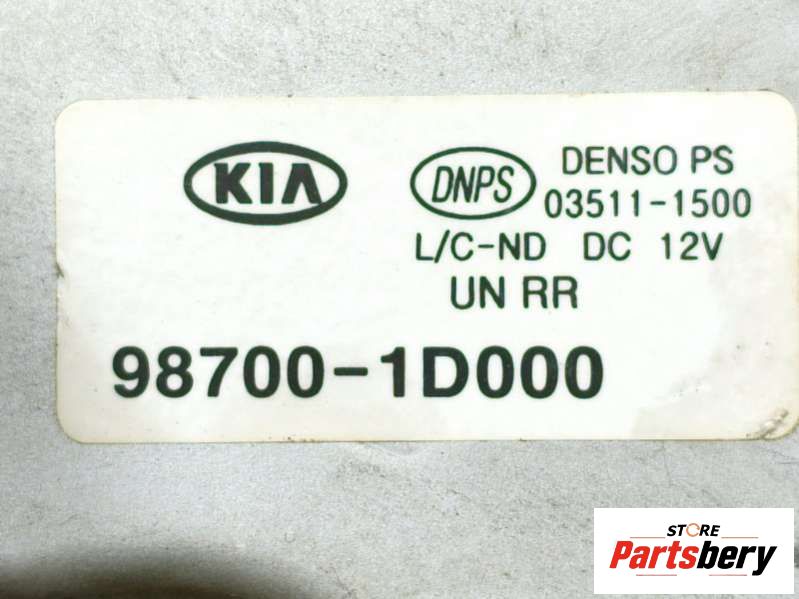 KIA
DNPS
DENSO PS
03511-1500
L/C-ND DC 12V
UN RR
98700-1D000
STORE
Partsbery